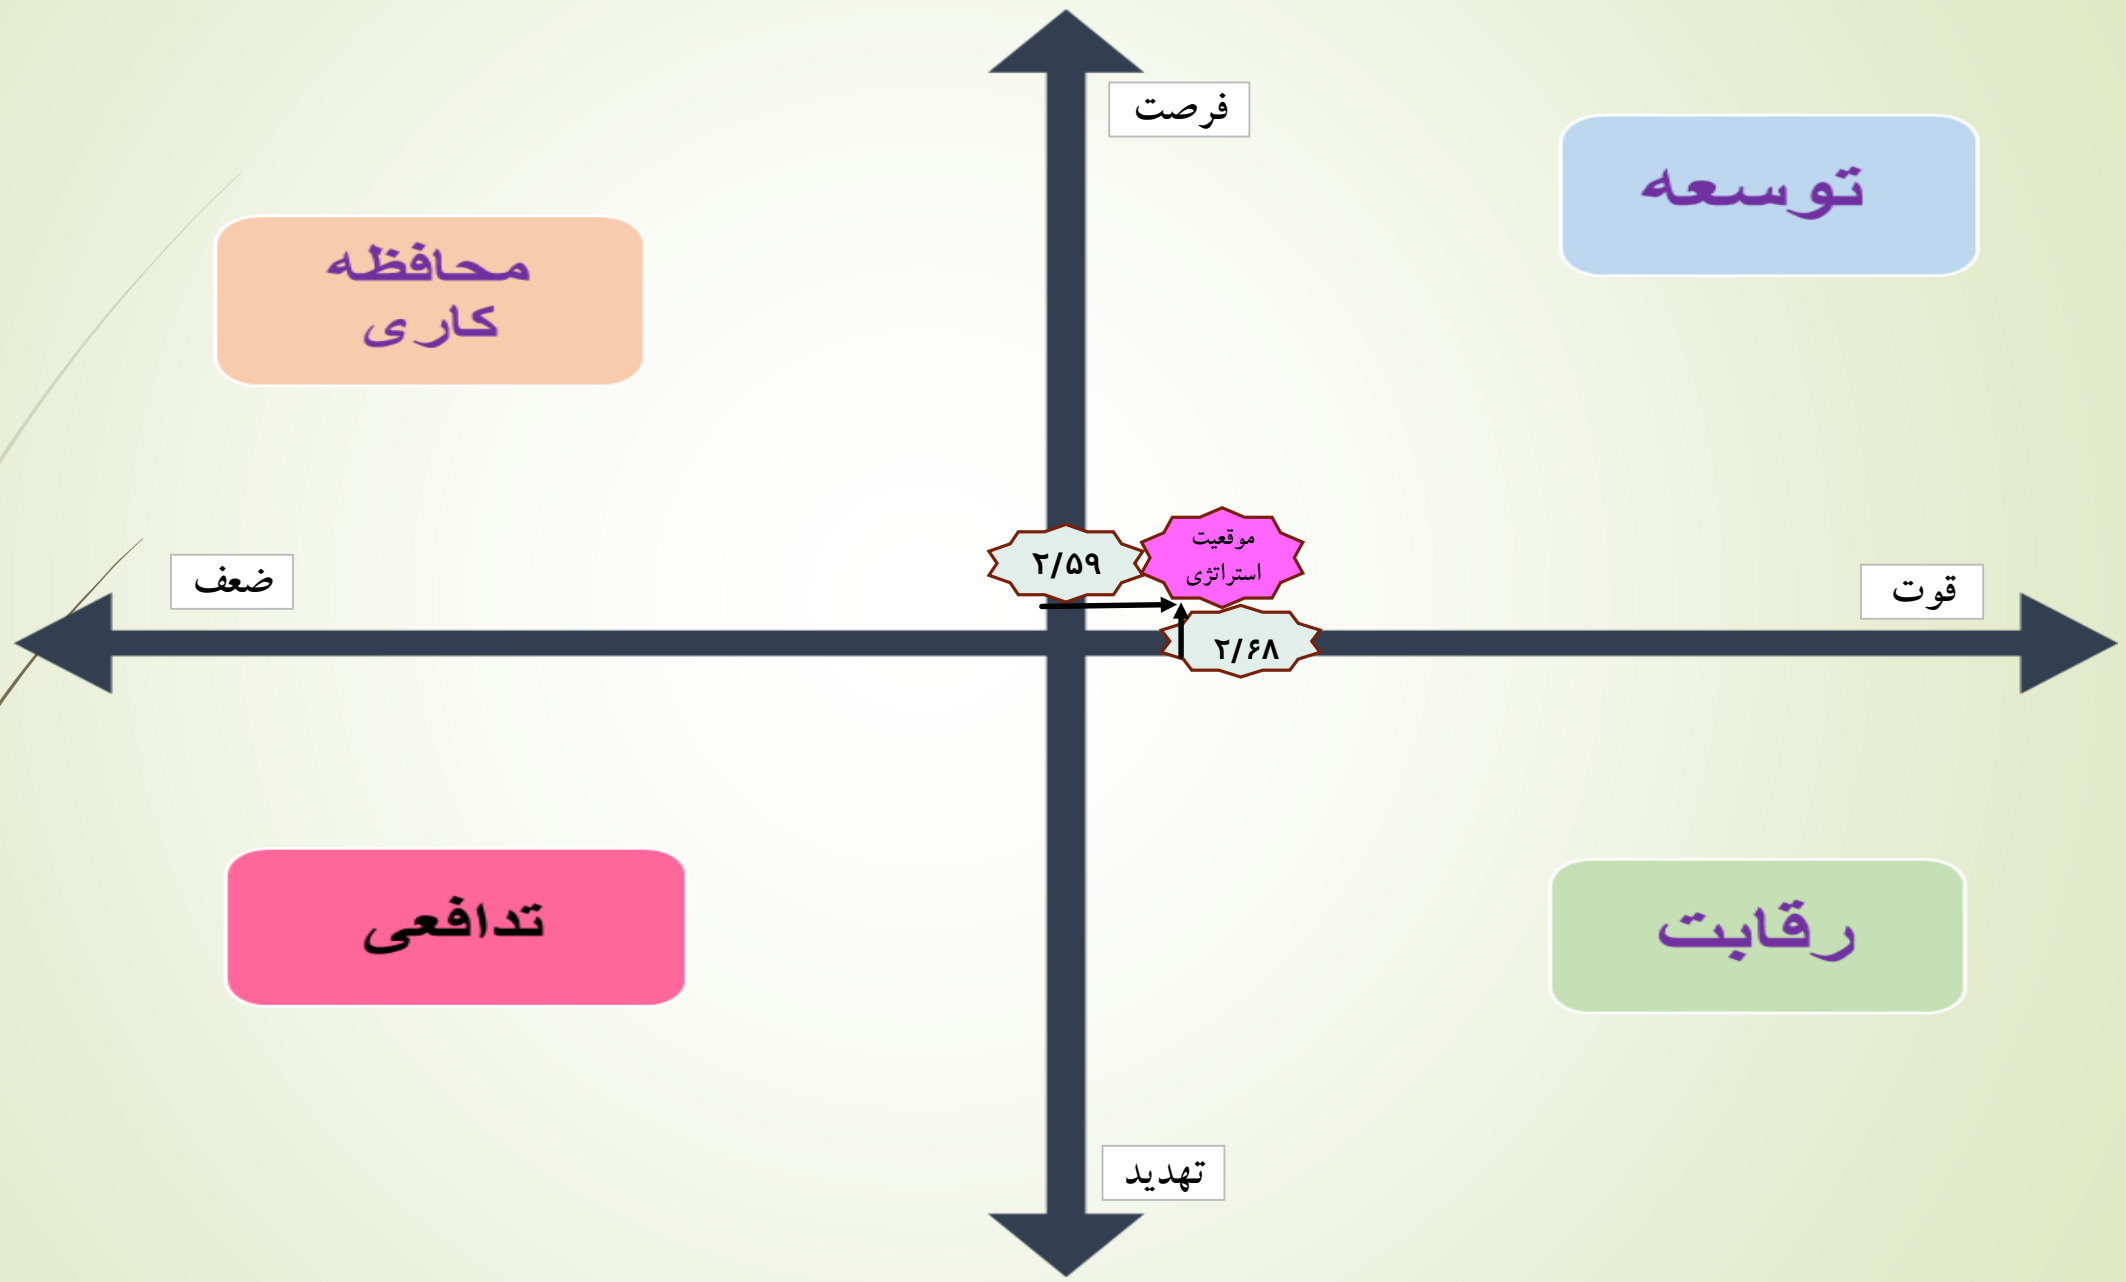 فرصت
توسعه
محافظه
کاری
موقعیت
استراتژی
۲/۵۹
قوت
ضعف
۲/۶۸
رقابت
تدافعی
تهدید